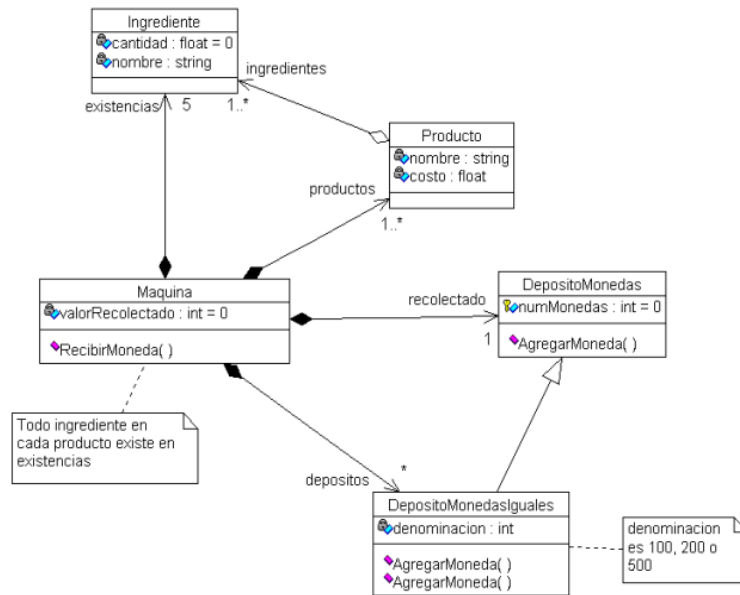 Ingrediente
cantidad : float = 0
nombre : string
existencias
5
1..*
ingredientes
Producto
nombre : string
costo : float
productos
1..*
Maquina
valorRecolectado : int = 0
RecibirMoneda( )
recolectado
1
DepositoMonedas
numMonedas : int = 0
AgregarMoneda( )
Todo ingrediente en
cada producto existe en
existencias
depositos
*
DepositoMonedasIguales
denominacion : int
AgregarMoneda( )
AgregarMoneda( )
denominacion
es 100, 200 o
500